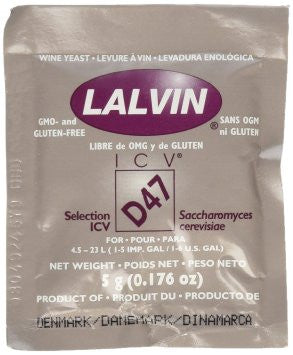 WINE YEAST • LEVURE À VIN • LEVADURA ENOLÓGICA
LALVIN®
GMO- and GLUTEN-FREE
SANS OGM ni GLUTEN
LIBRE de OMG y de GLUTEN
ICV®
D47
Selection ICV
Saccharomyces cerevisiae
FOR • POUR • PARA
4.5 – 23 L ( 1-5 IMP. GAL / 1-6 U.S. GAL)
NET WEIGHT • POIDS NET • PESO NETO
5 g (0.176 oz)
PRODUCT OF • PRODUIT DU • PRODUCTO DE
DENMARK/DANEMARK/DINAMARCA